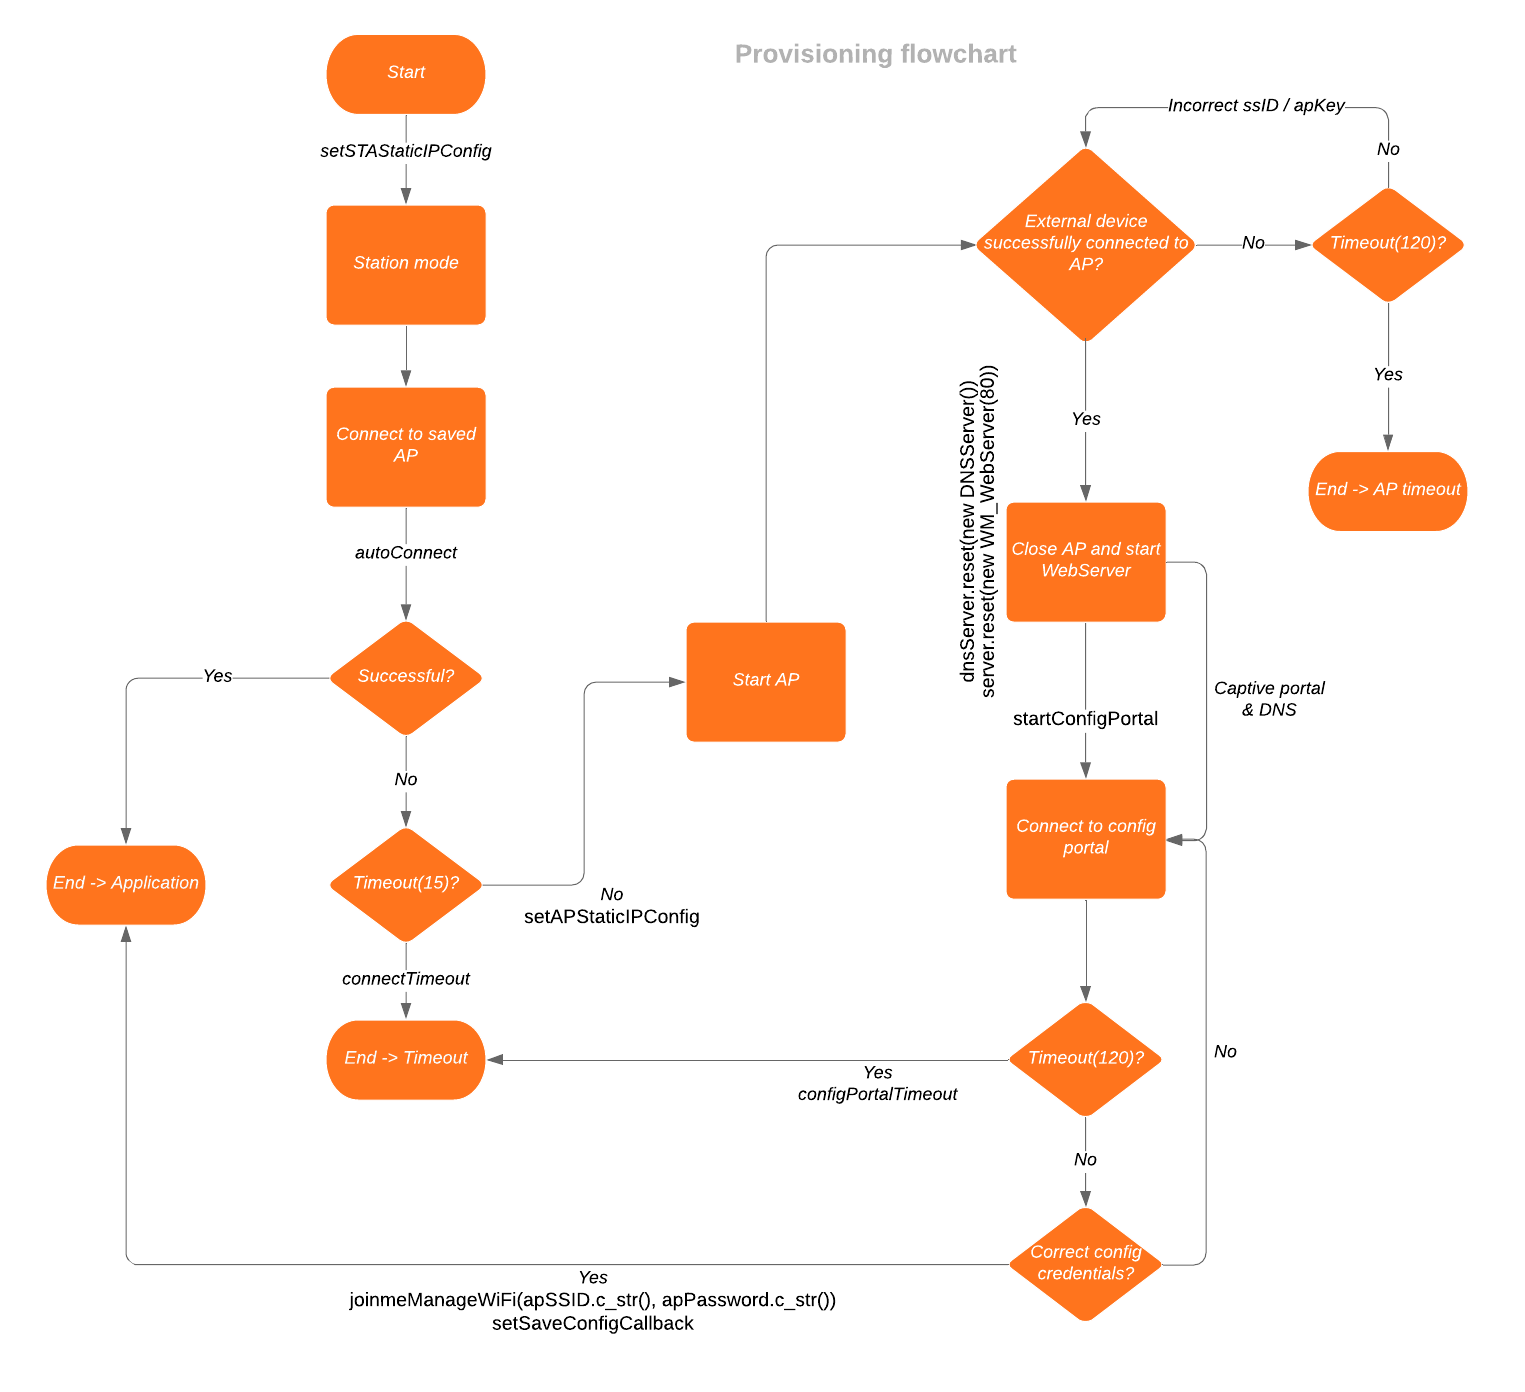 Provisioning flowchart
Start
setSTAStaticIPConfig
Station mode
Connect to saved
AP
autoConnect
Successful?
Yes
No
End -> Application
Timeout(15)?
No
setAPStaticIPConfig
connectTimeout
End -> Timeout
Start AP
External device
successfully connected to
AP?
No
Timeout(120)?
No
Incorrect ssID / apKey
Yes
End -> AP timeout
Yes
dnsServer.reset(new DNSServer())
server.reset(new WM_WebServer(80))
Close AP and start
WebServer
Captive portal
& DNS
startConfigPortal
Connect to config
portal
Timeout(120)?
Yes
configPortalTimeout
No
Correct config
credentials?
No
Yes
joinmeManageWiFi(apSSID.c_str(), apPassword.c_str())
setSaveConfigCallback